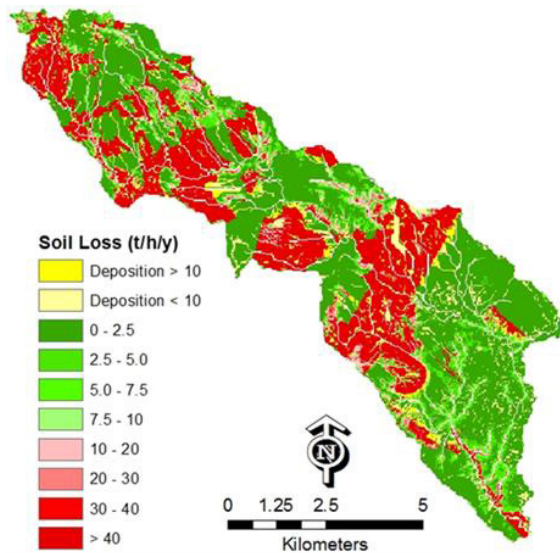 Soil Loss (t/h/y)
Deposition > 10
Deposition < 10
0 - 2.5
2.5 - 5.0
5.0 - 7.5
7.5 - 10
10 - 20
20 - 30
30 - 40
> 40
N
0 1.25 2.5 5
Kilometers